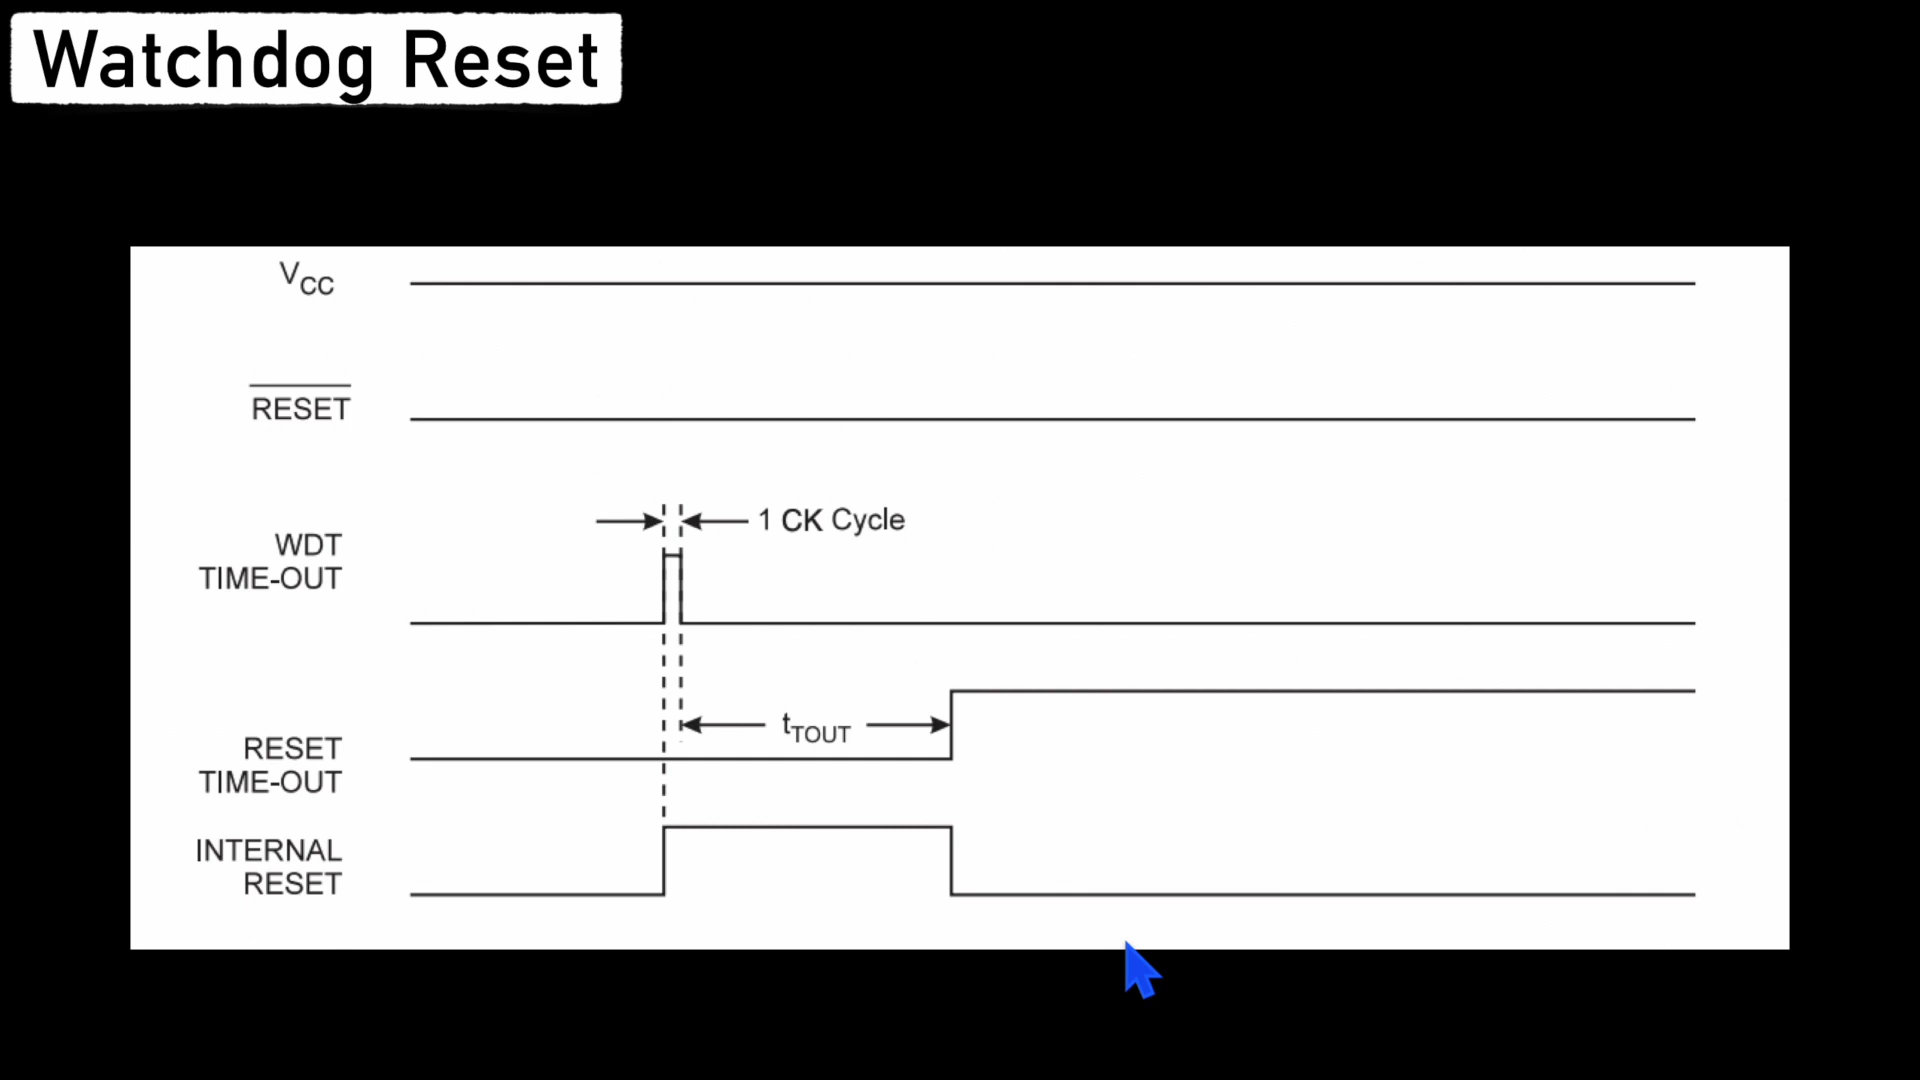 Watchdog Reset
VCC
RESET
1 CK Cycle
WDT
TIME-OUT
tTOUT
RESET
TIME-OUT
INTERNAL
RESET